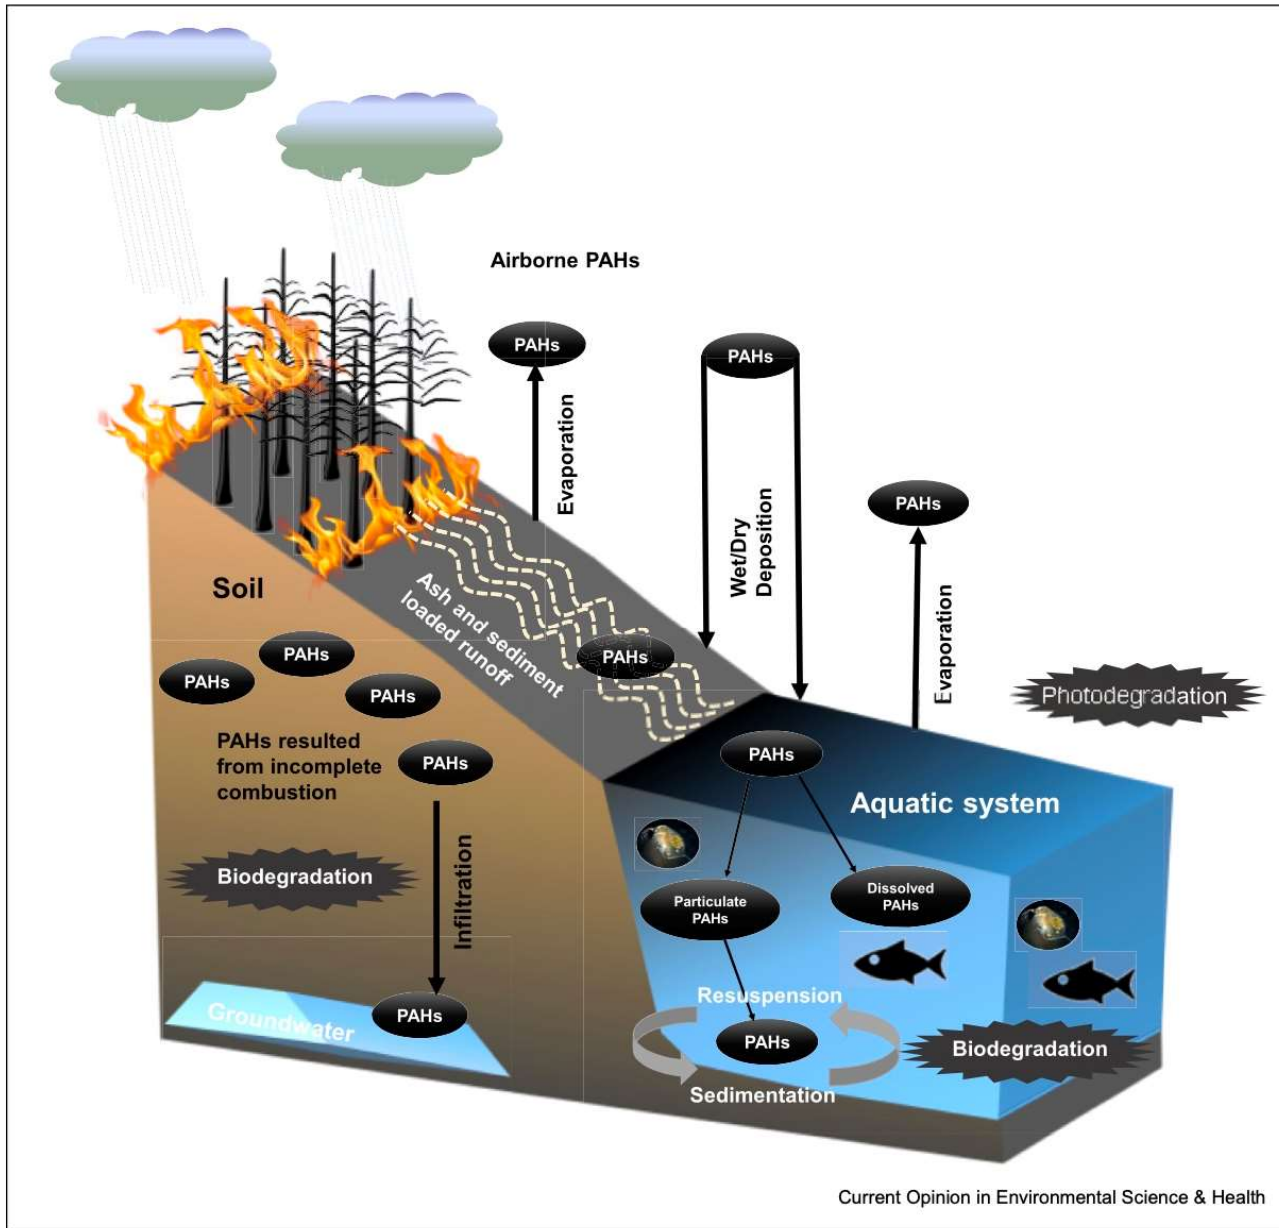 Airborne PAHs
PAHs
PAHs
Evaporation
Wet/Dry
Deposition
PAHs
Evaporation
Photodegradation
Soil
Ash and sediment
loaded runoff
PAHs
PAHs
PAHs
PAHs
PAHs resulted
from incomplete
combustion
PAHs
Biodegradation
Infiltration
Groundwater
PAHs
PAHs
Aquatic system
Particulate
PAHs
Dissolved
PAHs
Resuspension
PAHs
Sedimentation
Biodegradation
Current Opinion in Environmental Science & Health